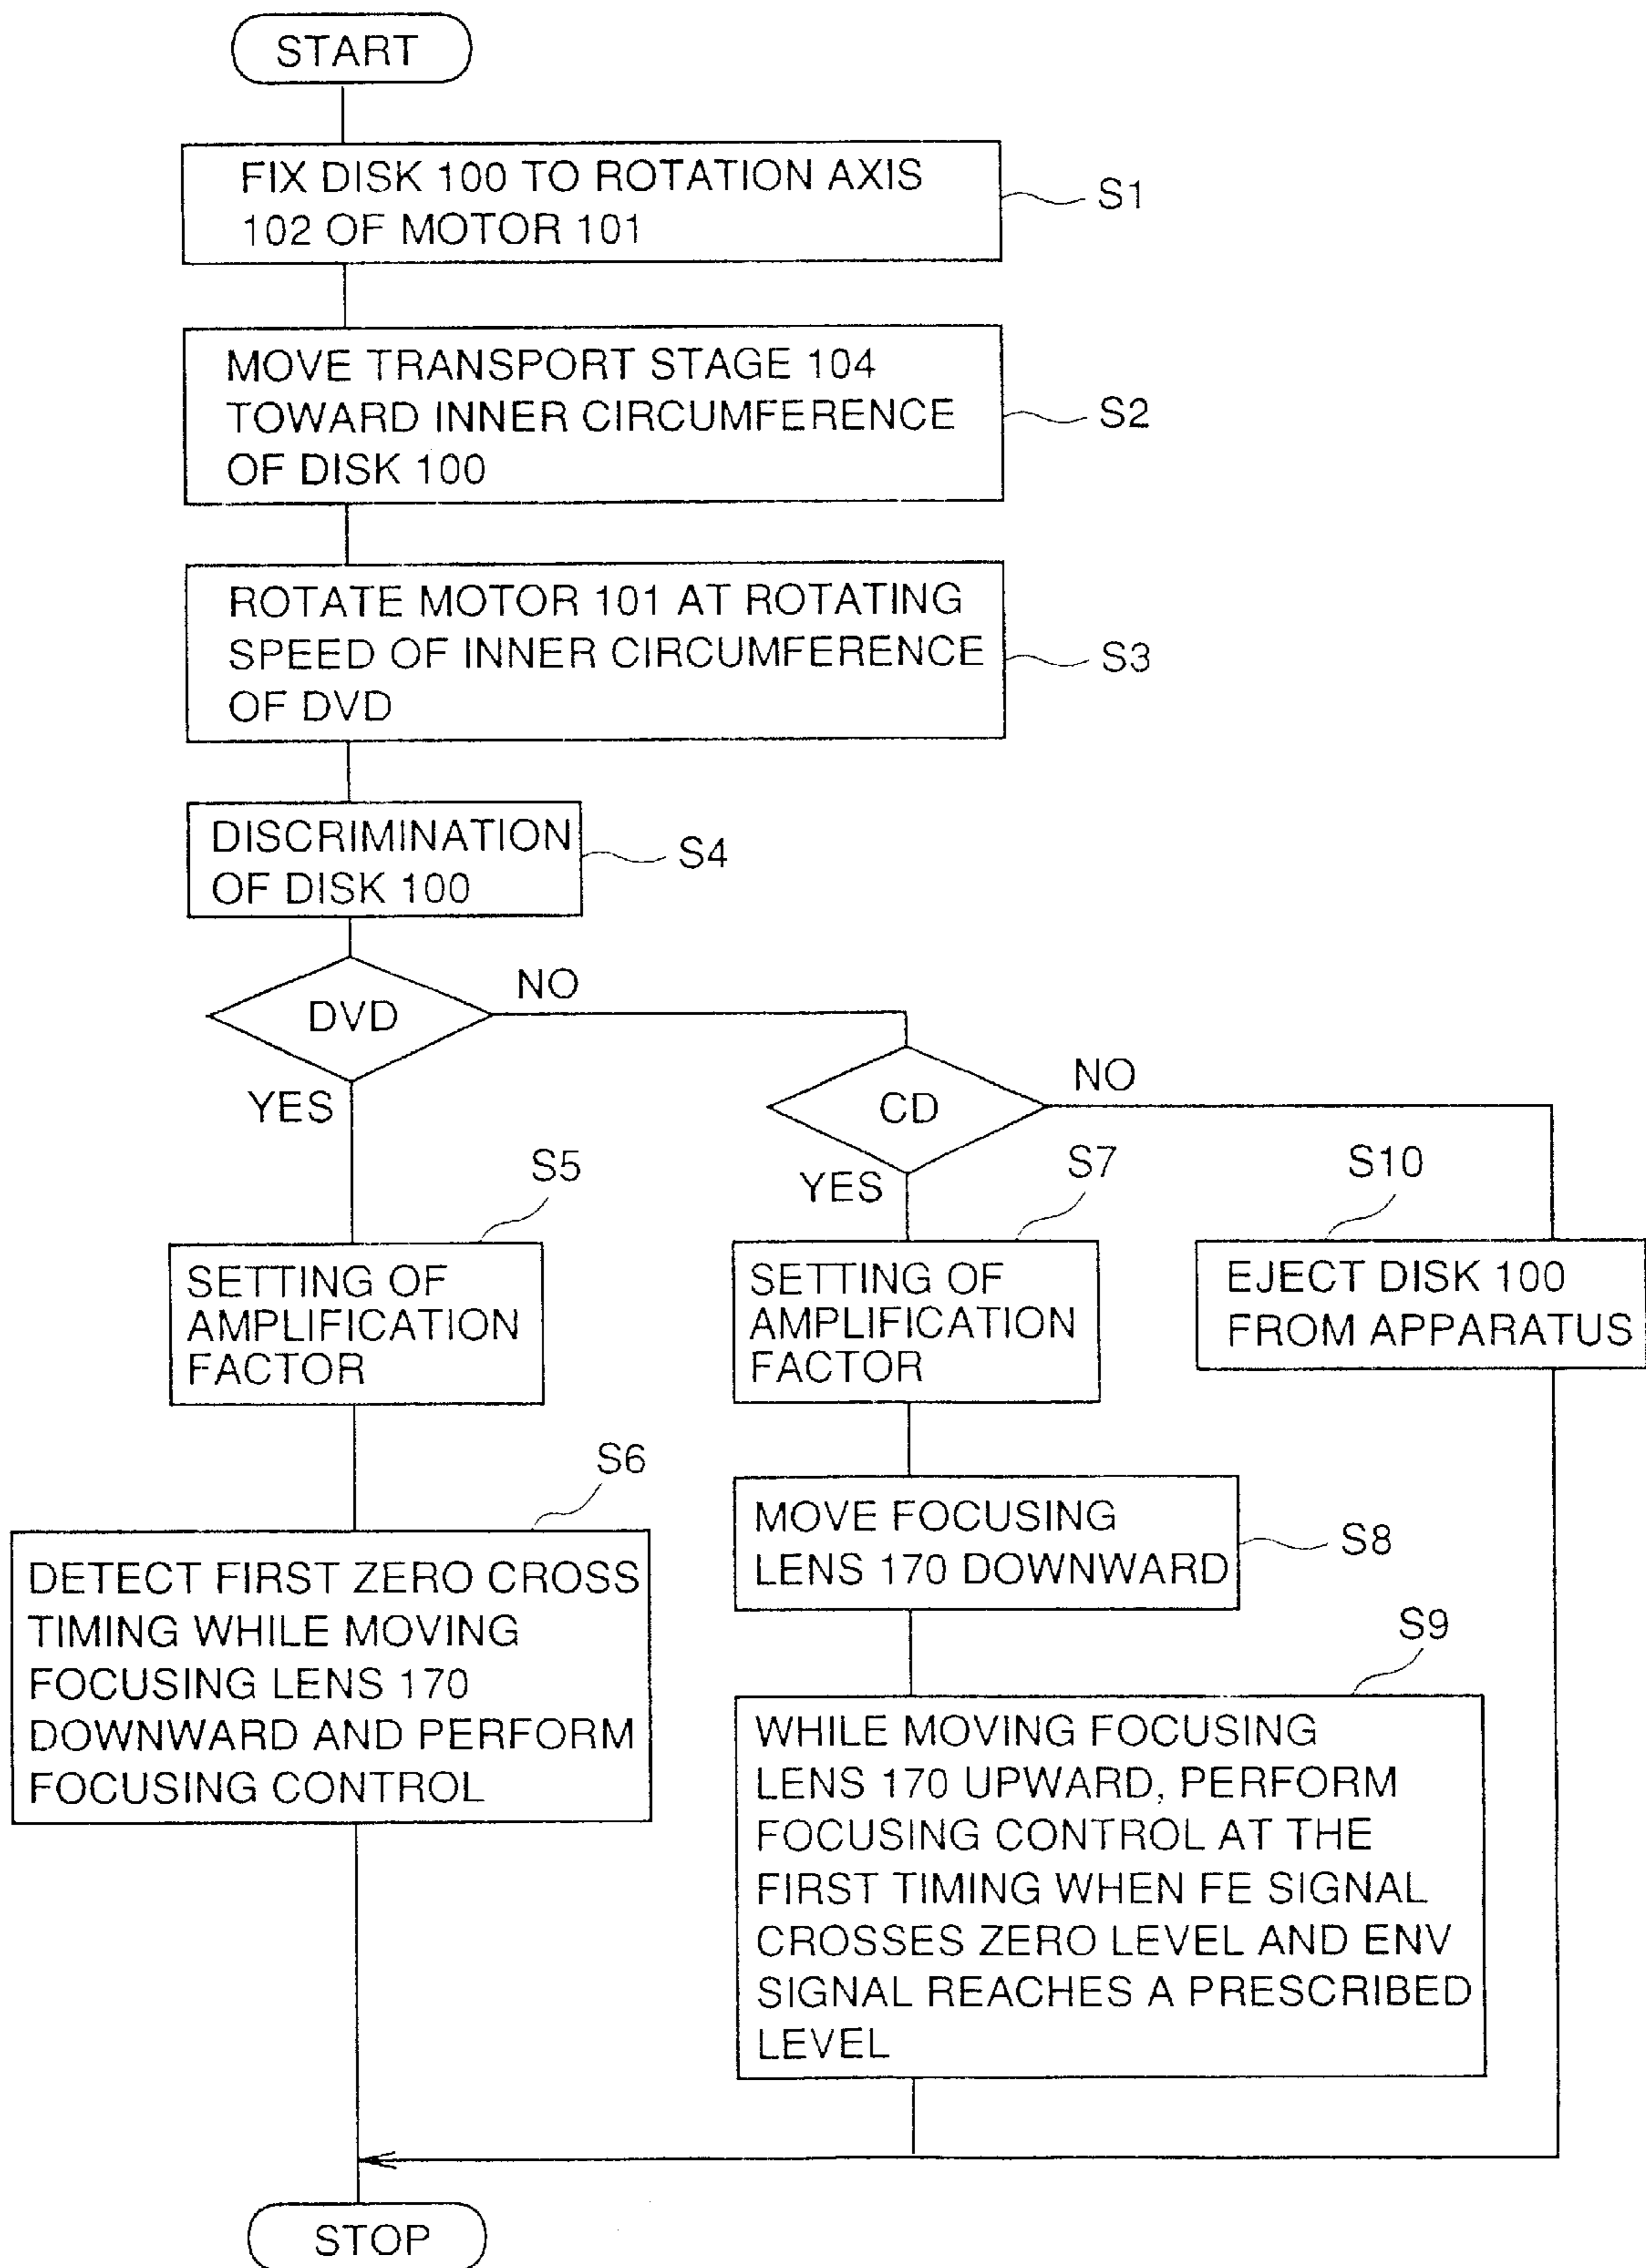 START
FIX DISK 100 TO ROTATION AXIS
102 OF MOTOR 101
S1
MOVE TRANSPORT STAGE 104
TOWARD INNER CIRCUMFERENCE
OF DISK 100
S2
ROTATE MOTOR 101 AT ROTATING
SPEED OF INNER CIRCUMFERENCE
OF DVD
S3
DISCRIMINATION
OF DISK 100
S4
DVD
NO
YES
CD
NO
YES
S5
SETTING OF
AMPLIFICATION
FACTOR
S7
SETTING OF
AMPLIFICATION
FACTOR
S10
EJECT DISK 100
FROM APPARATUS
S6
DETECT FIRST ZERO CROSS
TIMING WHILE MOVING
FOCUSING LENS 170
DOWNWARD AND PERFORM
FOCUSING CONTROL
MOVE FOCUSING
LENS 170 DOWNWARD
S8
S9
WHILE MOVING FOCUSING
LENS 170 UPWARD, PERFORM
FOCUSING CONTROL AT THE
FIRST TIMING WHEN FE SIGNAL
CROSSES ZERO LEVEL AND ENV
SIGNAL REACHES A PRESCRIBED
LEVEL
STOP